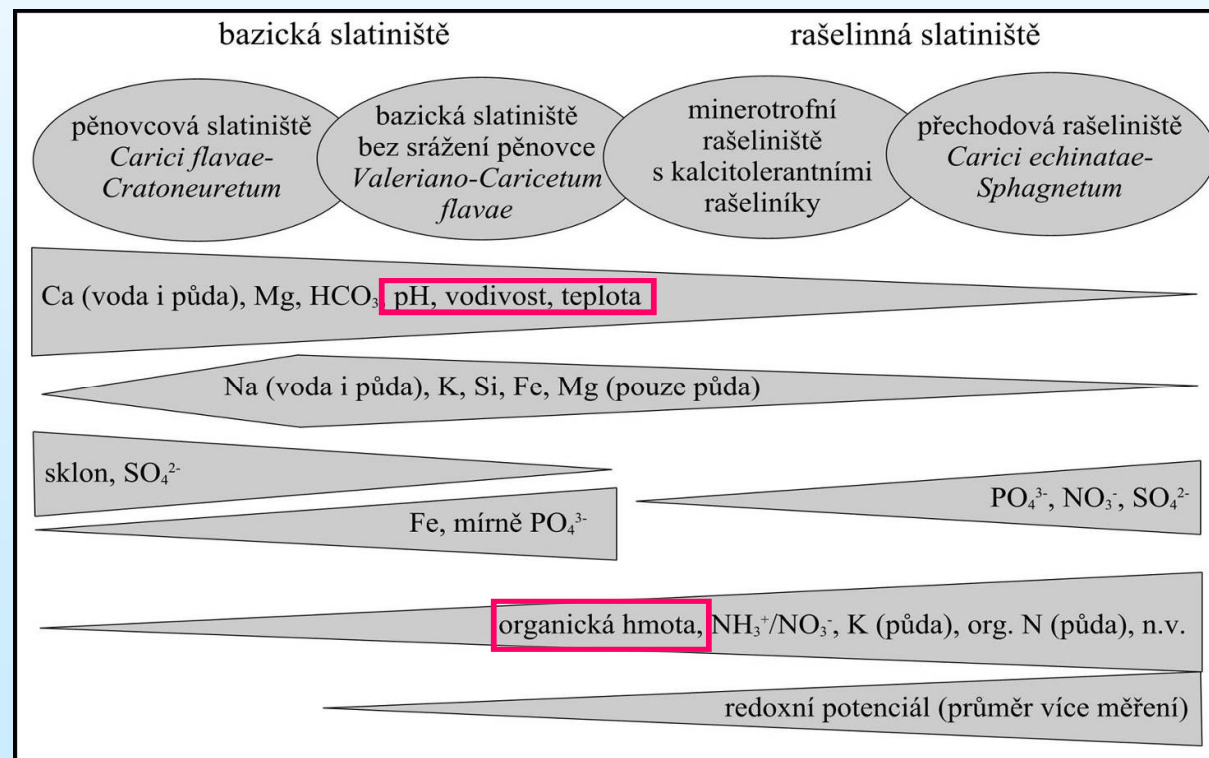 bazická slatiniště
rašelinná slatiniště
pěnovcová slatiniště
Carici flavae-
Cratoneuretum
bazická slatiniště
bez srážení pěnovce
Valeriano-Caricetum
flavae
minerotrofní
rašeliniště
s kalcitolerantními
rašeliníky
přechodová rašeliniště
Carici echinatae-
Sphagnetum
Ca (voda i půda), Mg, HCO₃, pH, vodivost, teplota
Na (voda i půda), K, Si, Fe, Mg (pouze půda)
sklon, SO₄²⁻
Fe, mírně PO₄³⁻
PO₄³⁻, NO₃⁻, SO₄²⁻
organická hmota, NH₃⁺/NO₃⁻, K (půda), org. N (půda), n.v.
redoxní potenciál (průměr více měření)